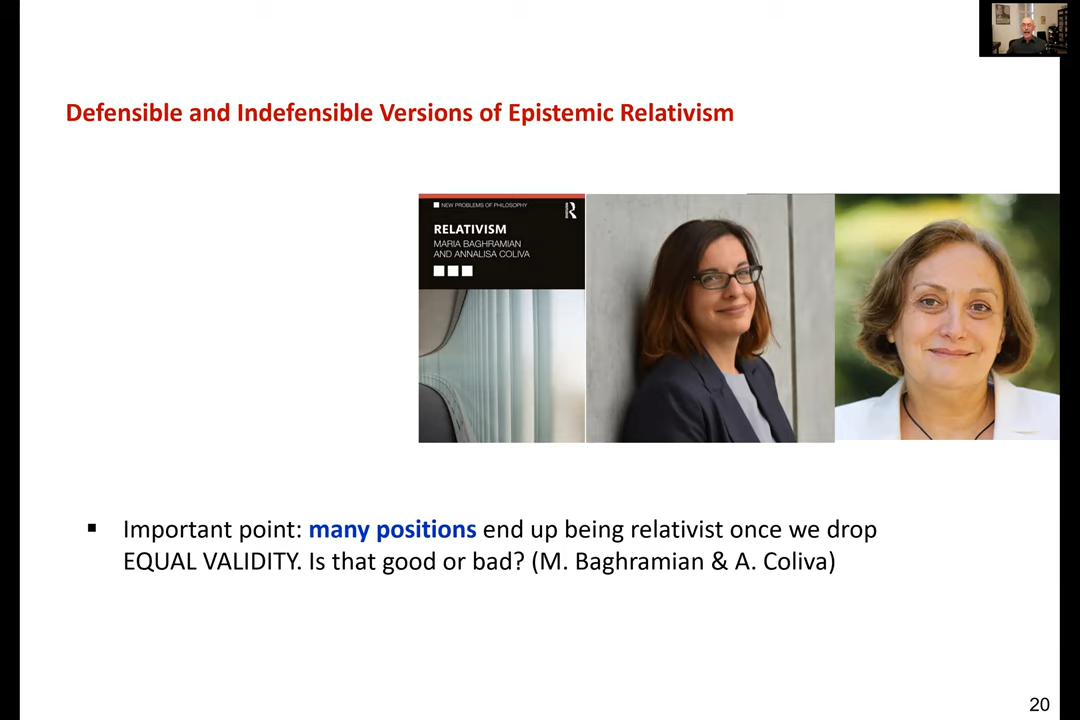 Defensible and Indefensible Versions of Epistemic Relativism
NEW PROBLEMS OF PHILOSOPHY
R
RELATIVISM
MARIA BAGHRAMIAN
AND ANNALISA COLIVA
Important point: many positions end up being relativist once we drop
EQUAL VALIDITY. Is that good or bad? (M. Baghramian & A. Coliva)
20